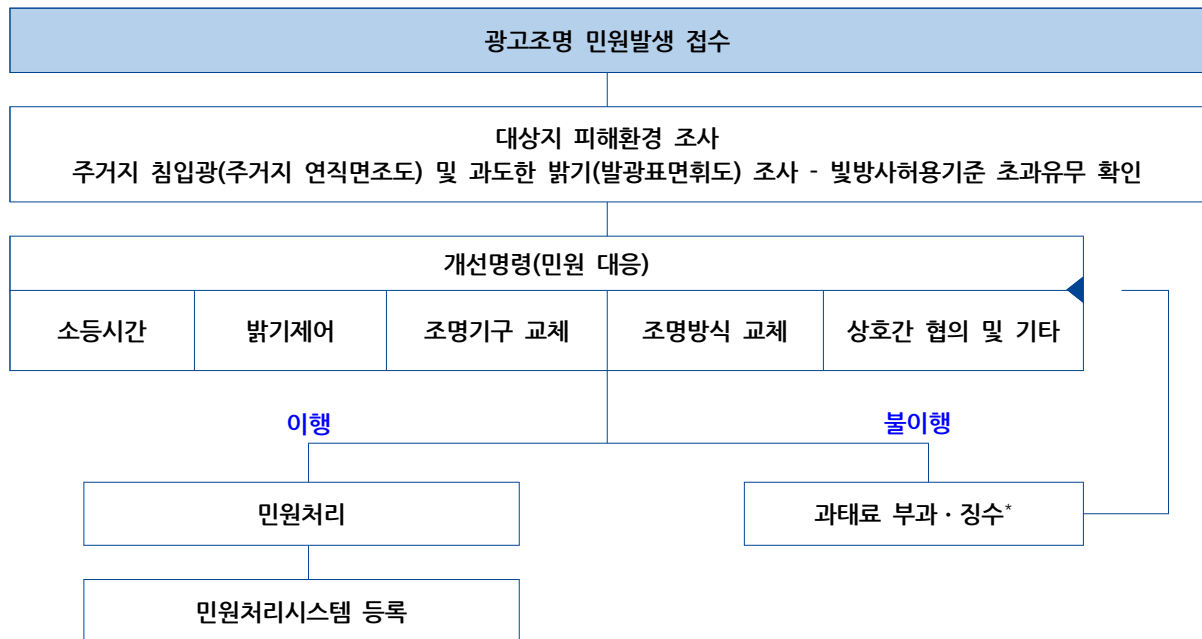 광고조명 민원발생 접수
대상지 피해환경 조사
주거지 침입광(주거지 연직면조도) 및 과도한 밝기(발광표면휘도) 조사 - 빛방사허용기준 초과유무 확인
개선명령(민원 대응)
소등시간
밝기제어
조명기구 교체
조명방식 교체
상호간 협의 및 기타
이행
불이행
민원처리
과태료 부과·징수*
민원처리시스템 등록